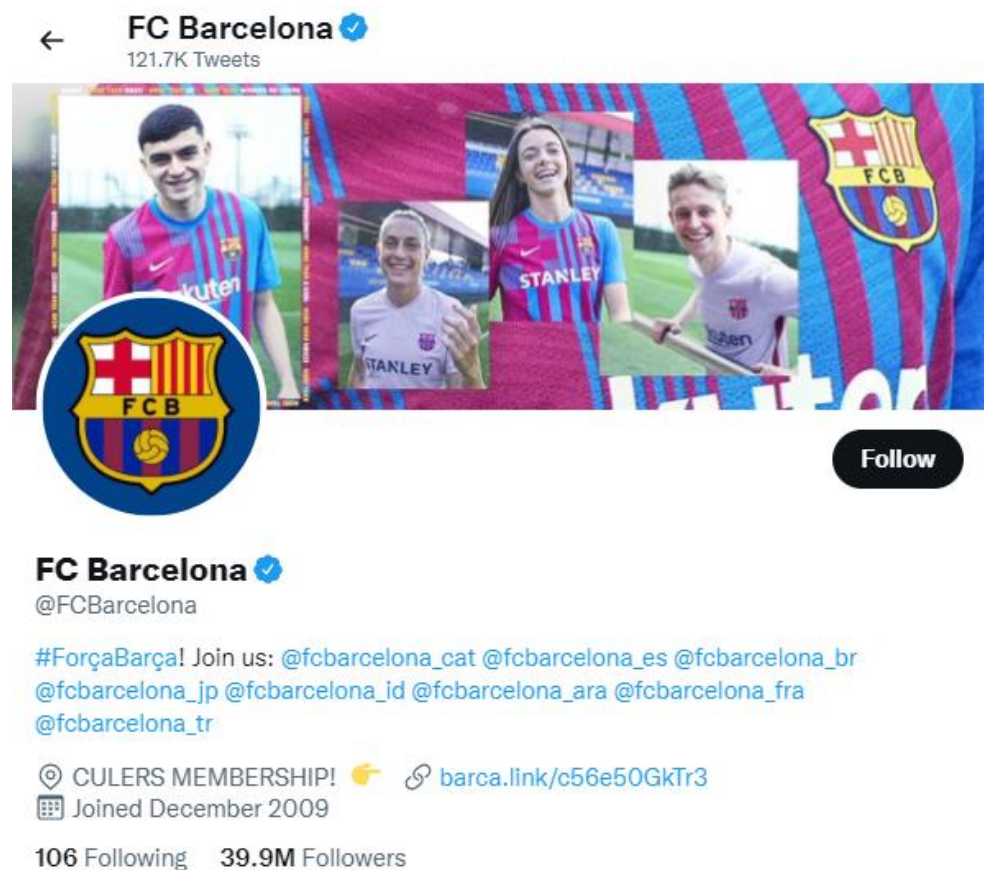 FC Barcelona
121.7K Tweets
FCB
STANLEY
STANLEY
FCB
Follow
FC Barcelona
@FCBarcelona
#ForçaBarça! Join us: @fcbarcelona_cat @fcbarcelona_es @fcbarcelona_br
@fcbarcelona_jp @fcbarcelona_id @fcbarcelona_ara @fcbarcelona_fra
@fcbarcelona_tr
CULERS MEMBERSHIP! barca.link/c56e50GkTr3
Joined December 2009
106 Following 39.9M Followers